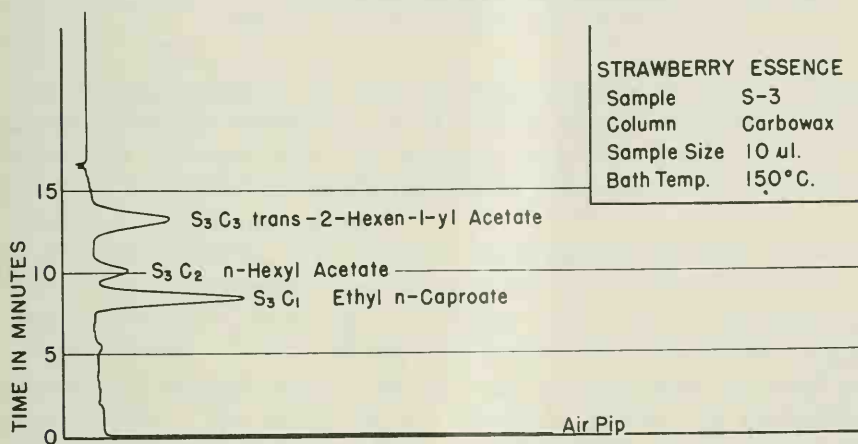 STRAWBERRY ESSENCE
Sample S-3
Column Carbowax
Sample Size 10 ul.
Bath Temp. 150°C.
TIME IN MINUTES
15
S3 C3 trans-2-Hexen-1-yl Acetate
10
S3 C2 n-Hexyl Acetate
S3 C1 Ethyl n-Caproate
5
0
Air Pip